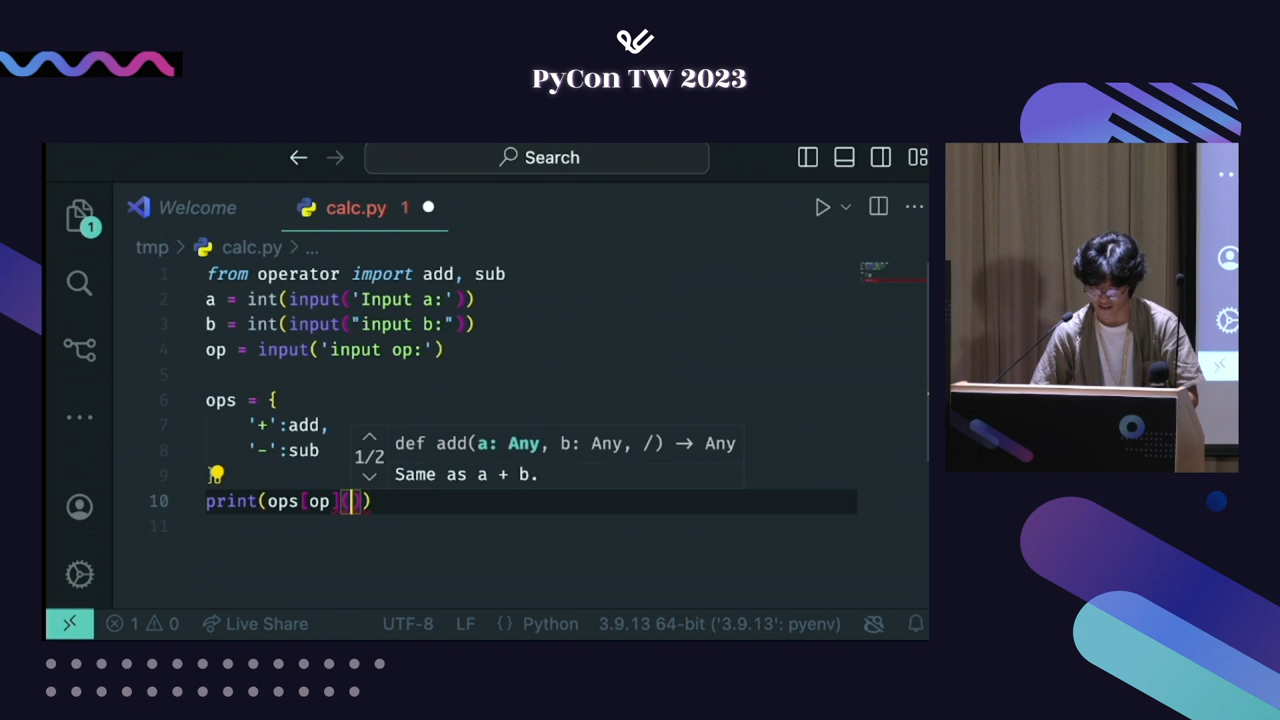 PyCon TW 2023
Search
Welcome
calc.py 1
1
tmp > calc.py > ...
1 from operator import add, sub
2 a = int(input('Input a:'))
3 b = int(input("input b:"))
4 op = input('input op:')
5
6 ops = {
7 '+':add,
8 '-':sub
9 }
10 print(ops[op]())
11
def add(a: Any, b: Any, /) -> Any
1/2
Same as a + b.
1 0 Live Share UTF-8 LF {} Python 3.9.13 64-bit ('3.9.13': pyenv)